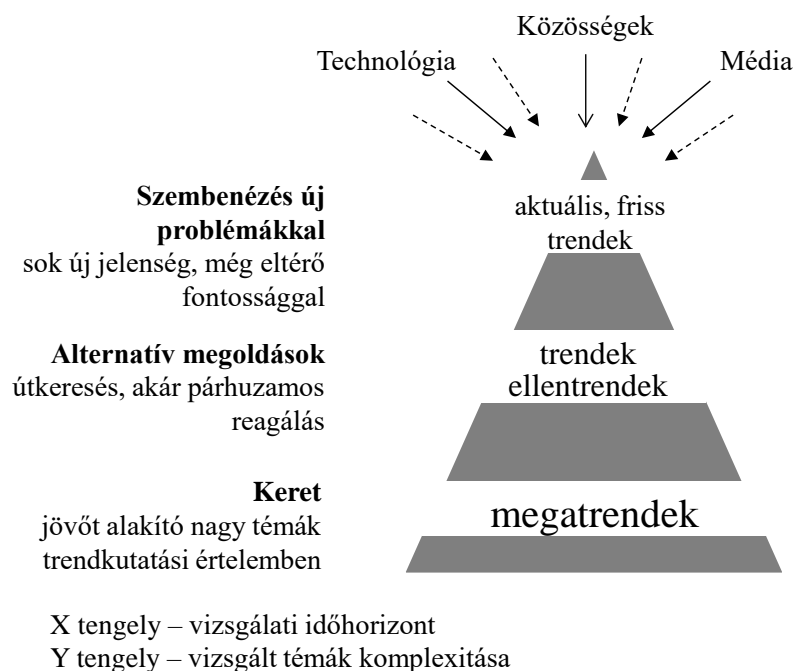 Közösségek
Technológia
Média
Szembenézés új
problémákkal
sok új jelenség, még eltérő
fontossággal
aktuális, friss
trendek
Alternatív megoldások
útkeresés, akár párhuzamos
reagálás
trendek
ellentrendek
Keret
jövőt alakító nagy témák
trendkutatási értelemben
megatrendek
X tengely – vizsgálati időhorizont
Y tengely – vizsgált témák komplexitása